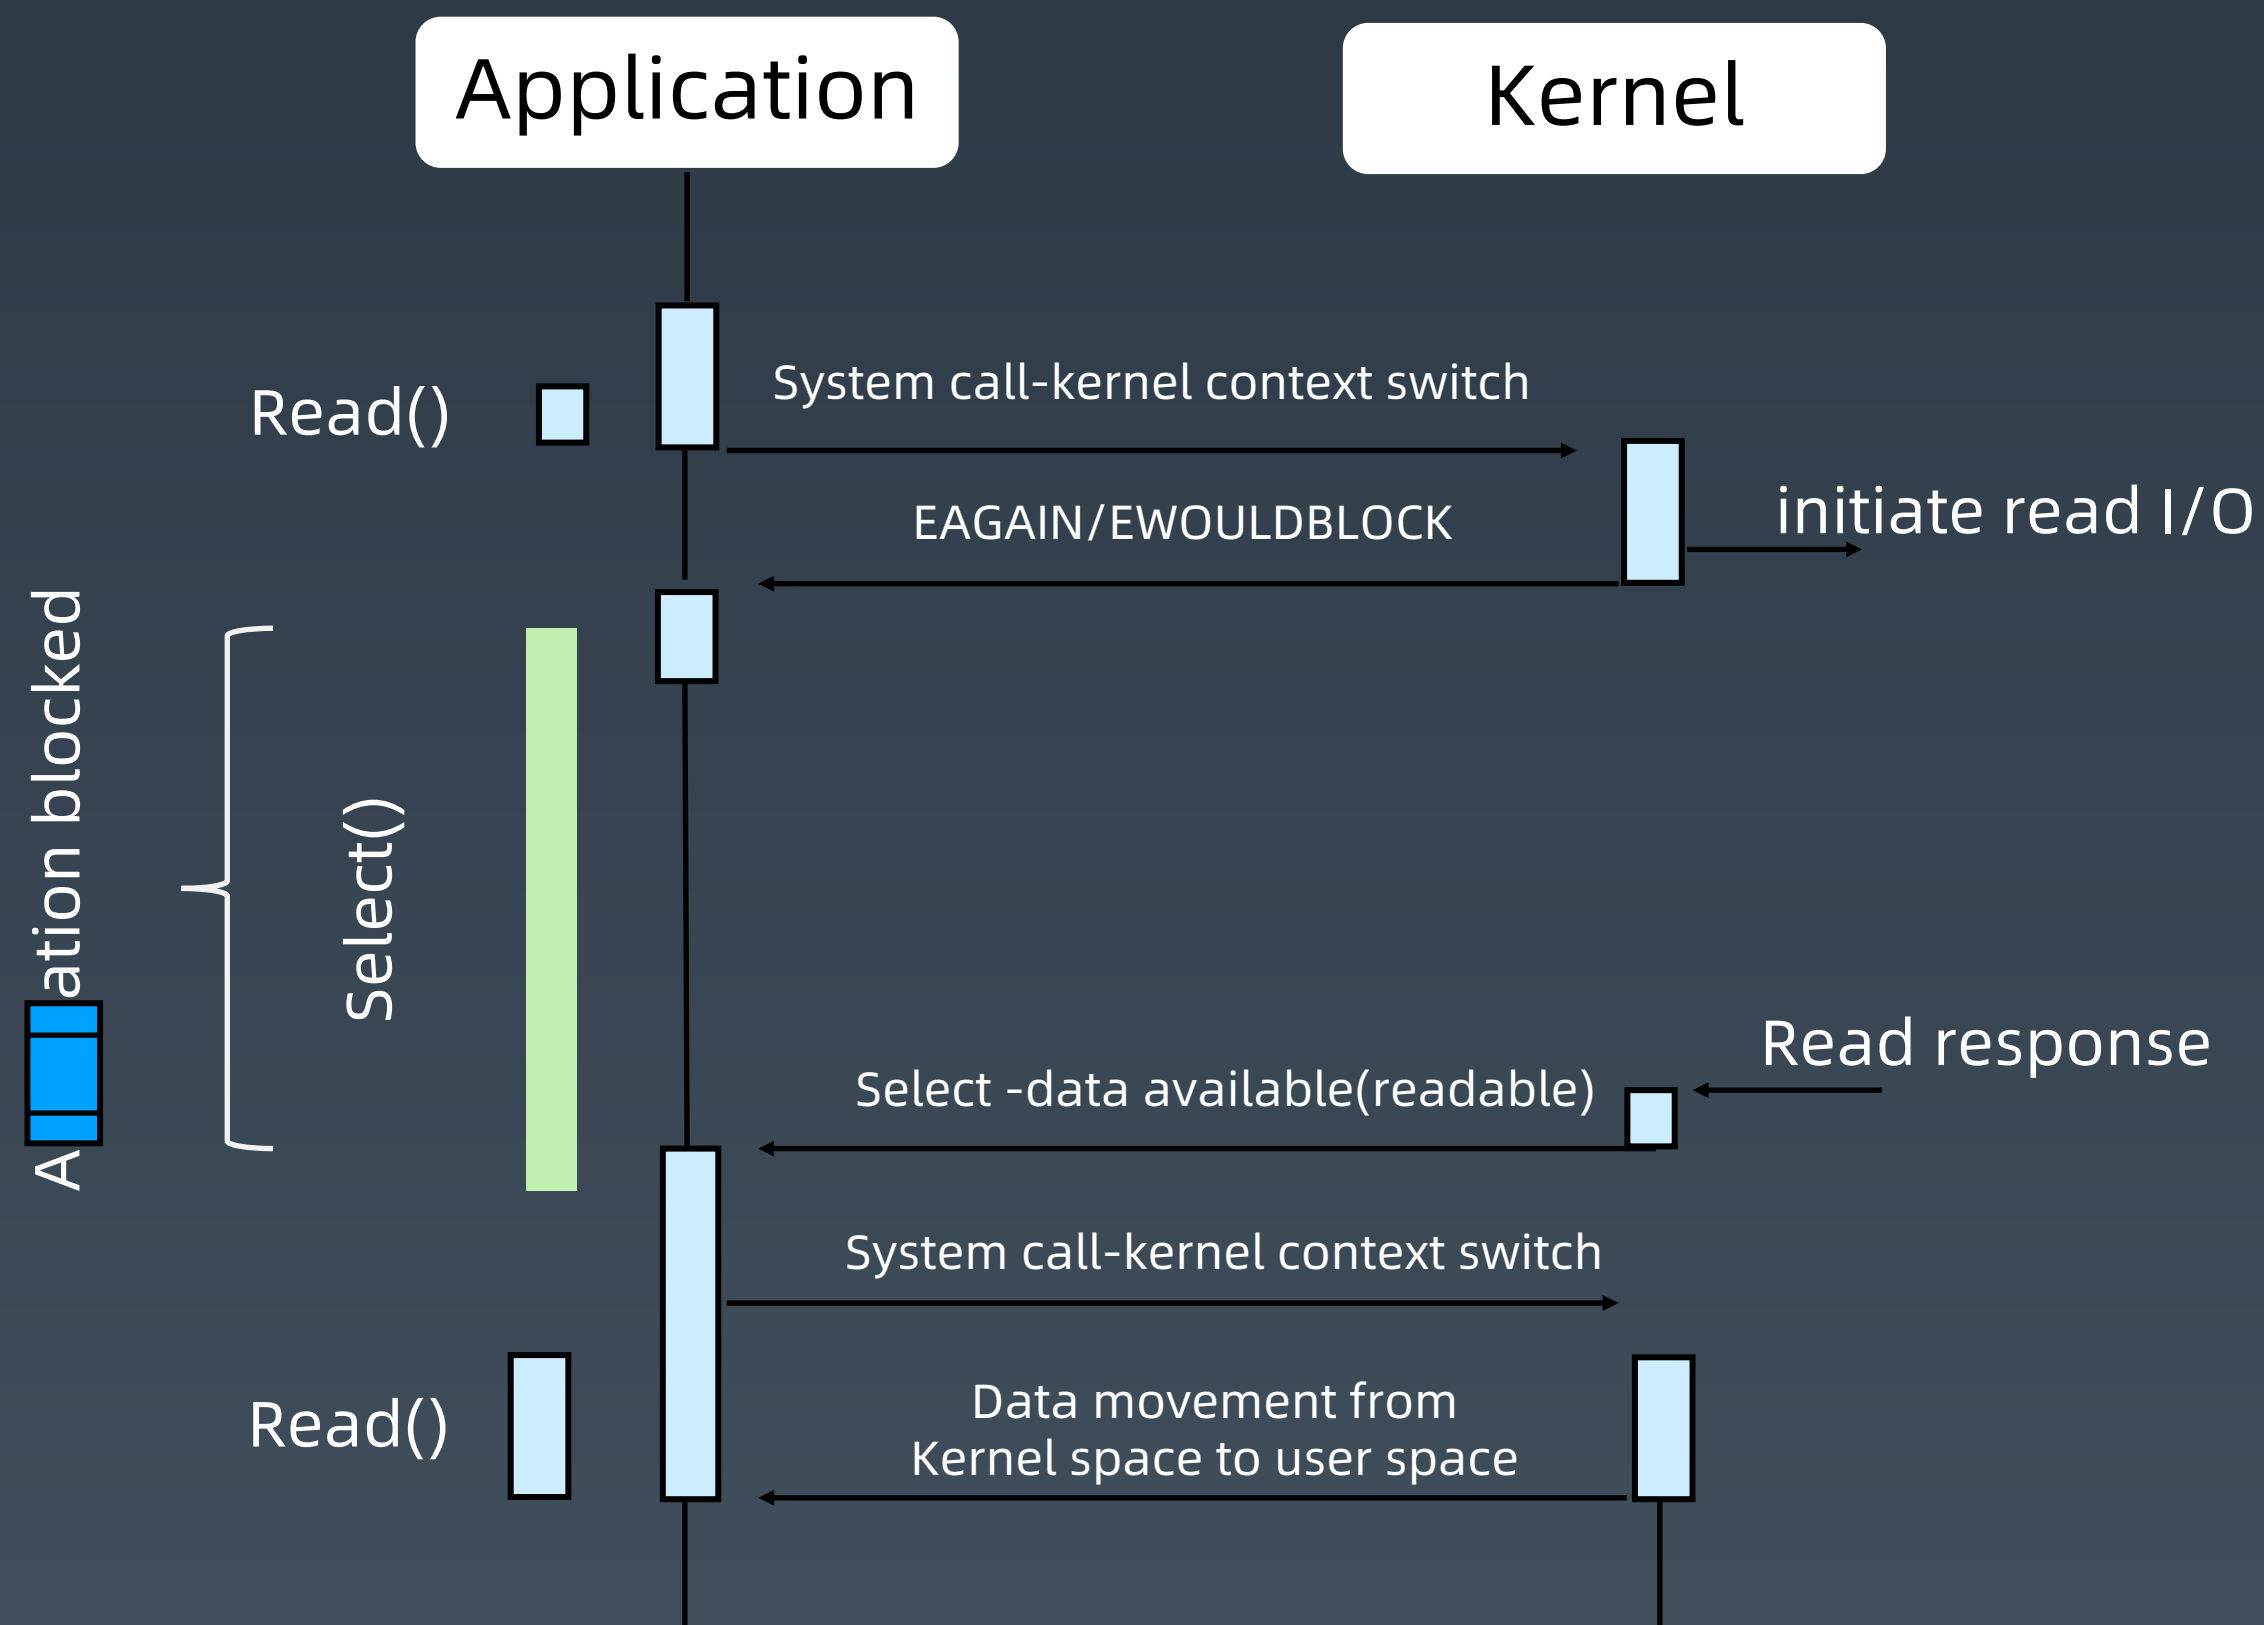 Application
Kernel
Read()
System call-kernel context switch
EAGAIN/EWOULDBLOCK
initiate read I/O
A ation blocked
Select()
Read response
Select -data available(readable)
System call-kernel context switch
Read()
Data movement from
Kernel space to user space